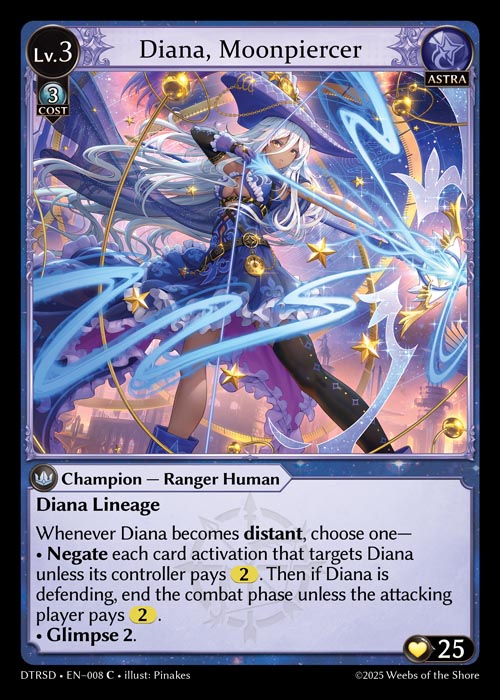 Lv.3
Diana, Moonpiercer
ASTRA
3
COST
Champion — Ranger Human
Diana Lineage
Whenever Diana becomes distant, choose one—
• Negate each card activation that targets Diana
unless its controller pays 2. Then if Diana is
defending, end the combat phase unless the attacking
player pays 2.
• Glimpse 2.
25
DTRSD • EN–008 C • illust: Pinakes
©2025 Weebs of the Shore